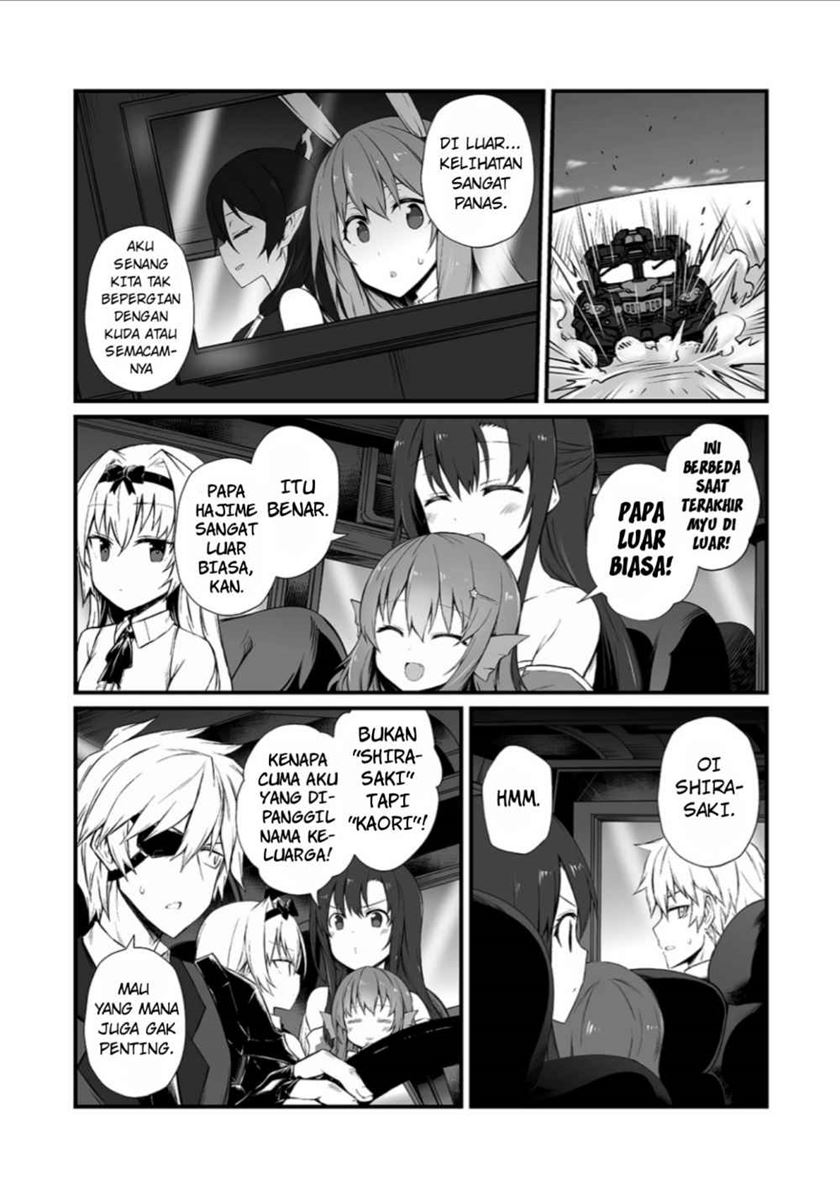 DI LUAR...
KELIHATAN
SANGAT
PANAS.
AKU
SENANG
KITA TAK
BEPERGIAN
DENGAN
KUDA ATAU
SEMACAM-
NYA
INI
BERBEDA
SAAT
TERAKHIR
MYU DI
LUAR!
PAPA
LUAR
BIASA!
ITU
BENAR.
PAPA
HAJIME
SANGAT
LUAR
BIASA,
KAN.
OI
SHIRA-
SAKI.
HMM.
BUKAN
"SHIRA-
SAKI"
TAPI
"KAORI"!
KENAPA
CUMA AKU
YANG DI-
PANGGIL
NAMA KE-
LUARGA!
MAU
YANG MANA
JUGA GAK
PENTING.